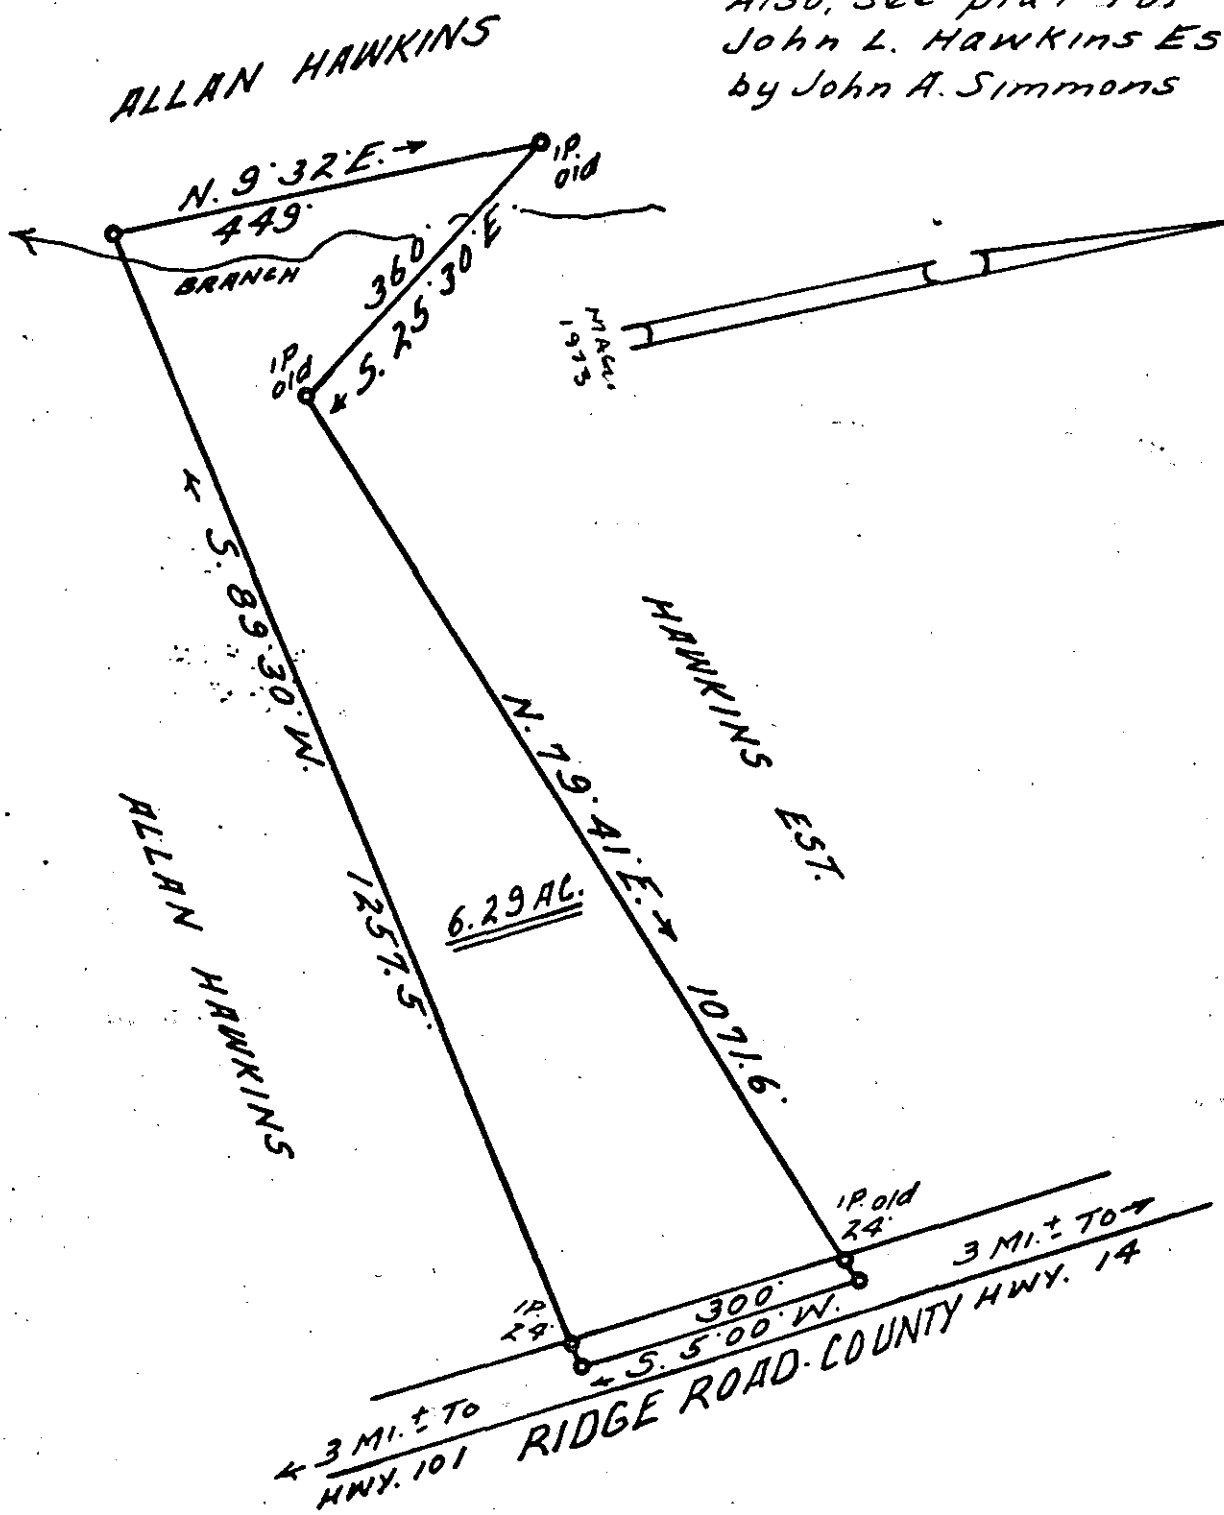 Also, see plat for
John L. Hawkins Es
by John A. Simmons
ALLAN HAWKINS
N. 9° 32' E. →
449'
I.P.
old
BRANCH
360'
S. 25° 30' E.
I.P.
old
MAG.
1973
← S. 89° 30' W.
1257.5'
N. 79° 41' E. →
1071.6'
HAWKINS EST.
ALLAN HAWKINS
6.29 AC.
I.P. old
24'
I.P.
24'
300'
← S. 5° 00' W.
3 MI. ± TO →
HWY. 14
← 3 MI. ± TO
HWY. 101
RIDGE ROAD-COUNTY